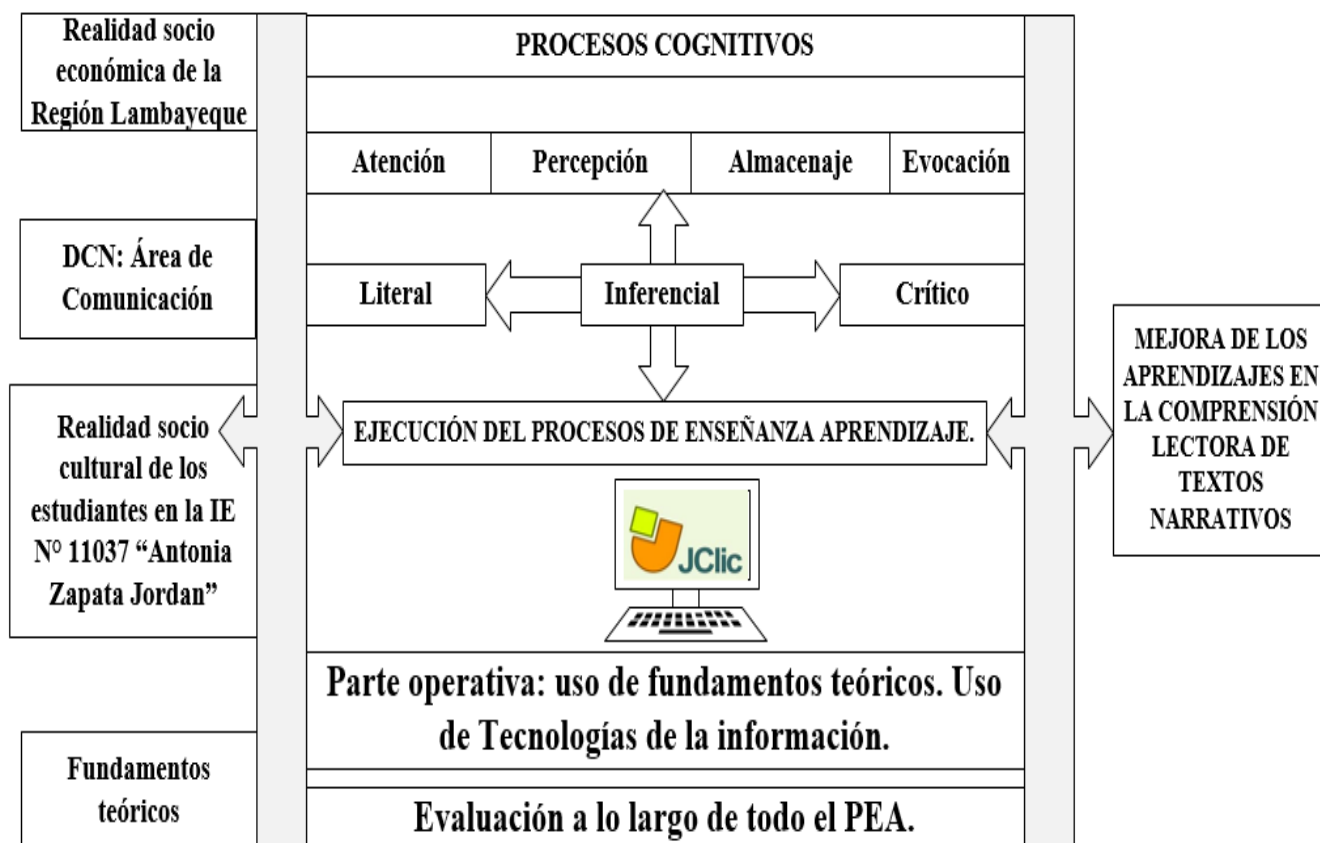 Realidad socio
económica de la
Región Lambayeque
DCN: Área de
Comunicación
Realidad socio
cultural de los
estudiantes en la IE
N° 11037 “Antonia
Zapata Jordan”
Fundamentos
teóricos
PROCESOS COGNITIVOS
Atención
Percepción
Almacenaje
Evocación
Literal
Inferencial
Crítico
EJECUCIÓN DEL PROCESOS DE ENSEÑANZA APRENDIZAJE.
JClic
Parte operativa: uso de fundamentos teóricos. Uso
de Tecnologías de la información.
Evaluación a lo largo de todo el PEA.
MEJORA DE LOS
APRENDIZAJES EN
LA COMPRENSIÓN
LECTORA DE
TEXTOS
NARRATIVOS